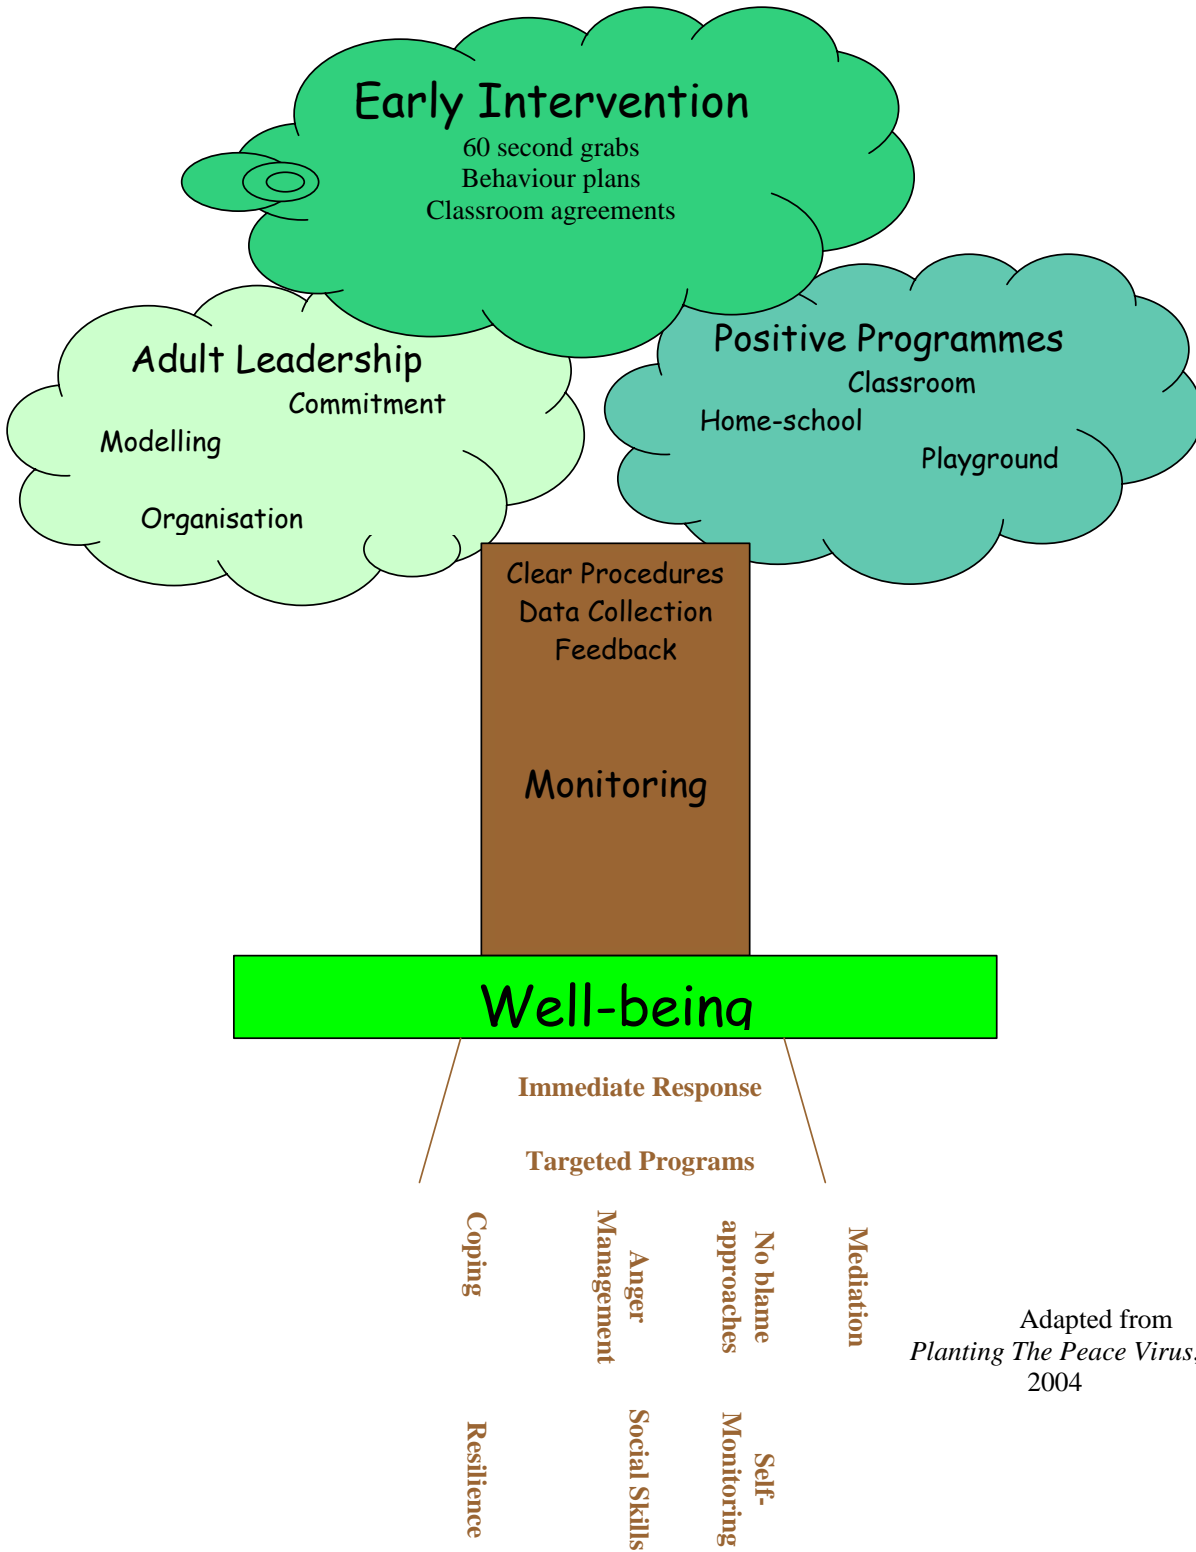 Early Intervention
60 second grabs
Behaviour plans
Classroom agreements
Adult Leadership
Commitment
Modelling
Organisation
Positive Programmes
Classroom
Home-school
Playground
Clear Procedures
Data Collection
Feedback
Monitoring
Well-being
Immediate Response
Targeted Programs
Coping
Anger
Management
No blame
approaches
Mediation
Resilience
Social Skills
Self-
Monitoring
Adapted from
Planting The Peace Virus,
2004